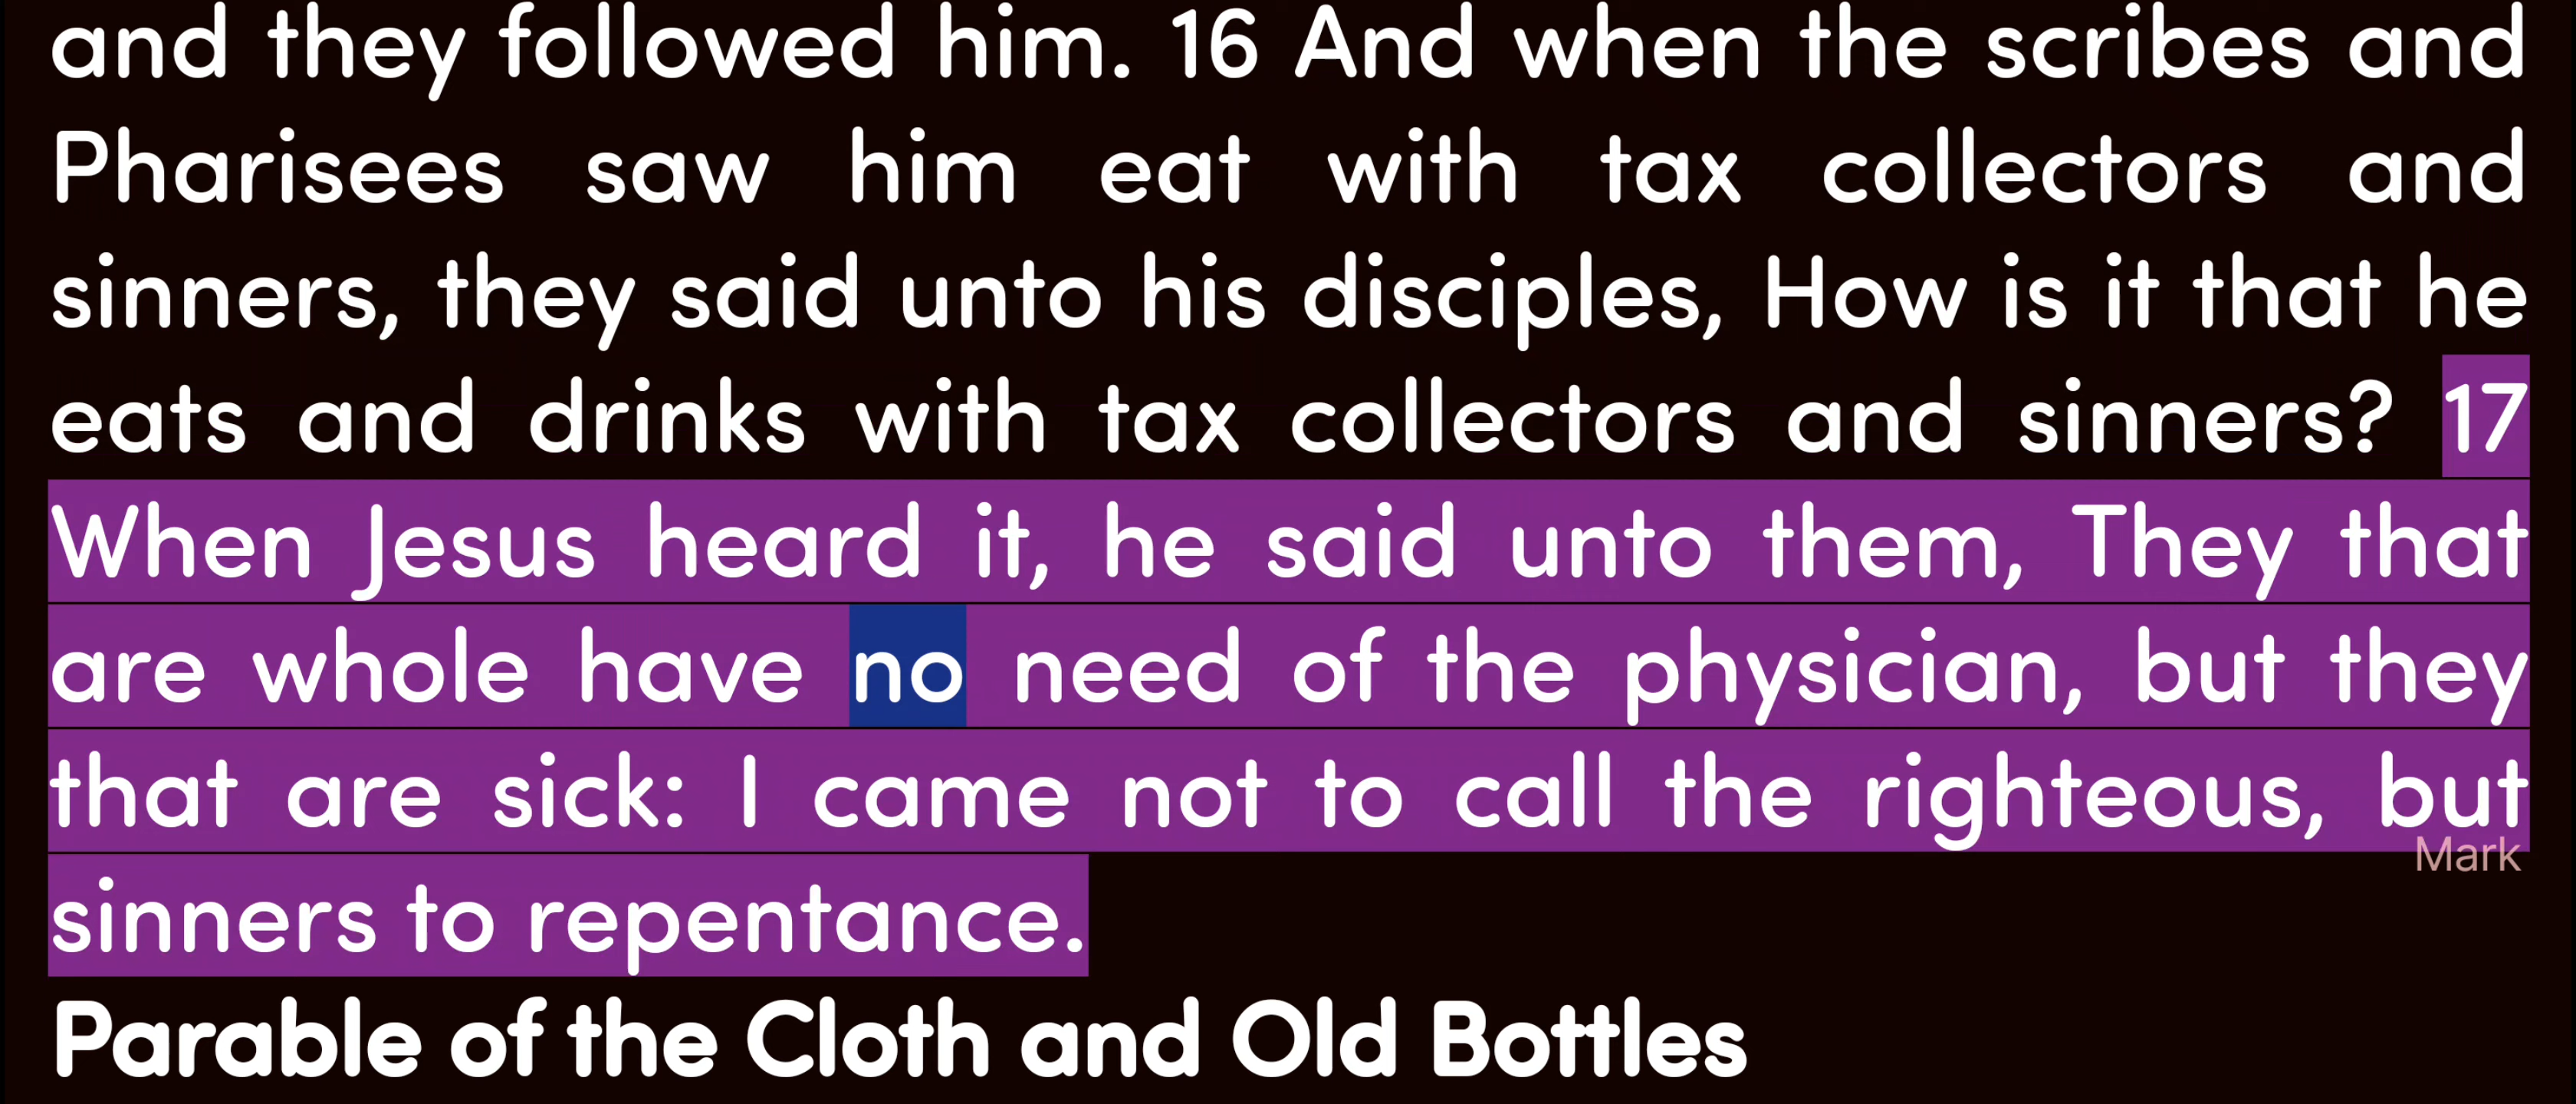 and they followed him. 16 And when the scribes and
Pharisees saw him eat with tax collectors and
sinners, they said unto his disciples, How is it that he
eats and drinks with tax collectors and sinners? 17
When Jesus heard it, he said unto them, They that
are whole have no need of the physician, but they
that are sick: I came not to call the righteous, but
Mark
sinners to repentance.
Parable of the Cloth and Old Bottles